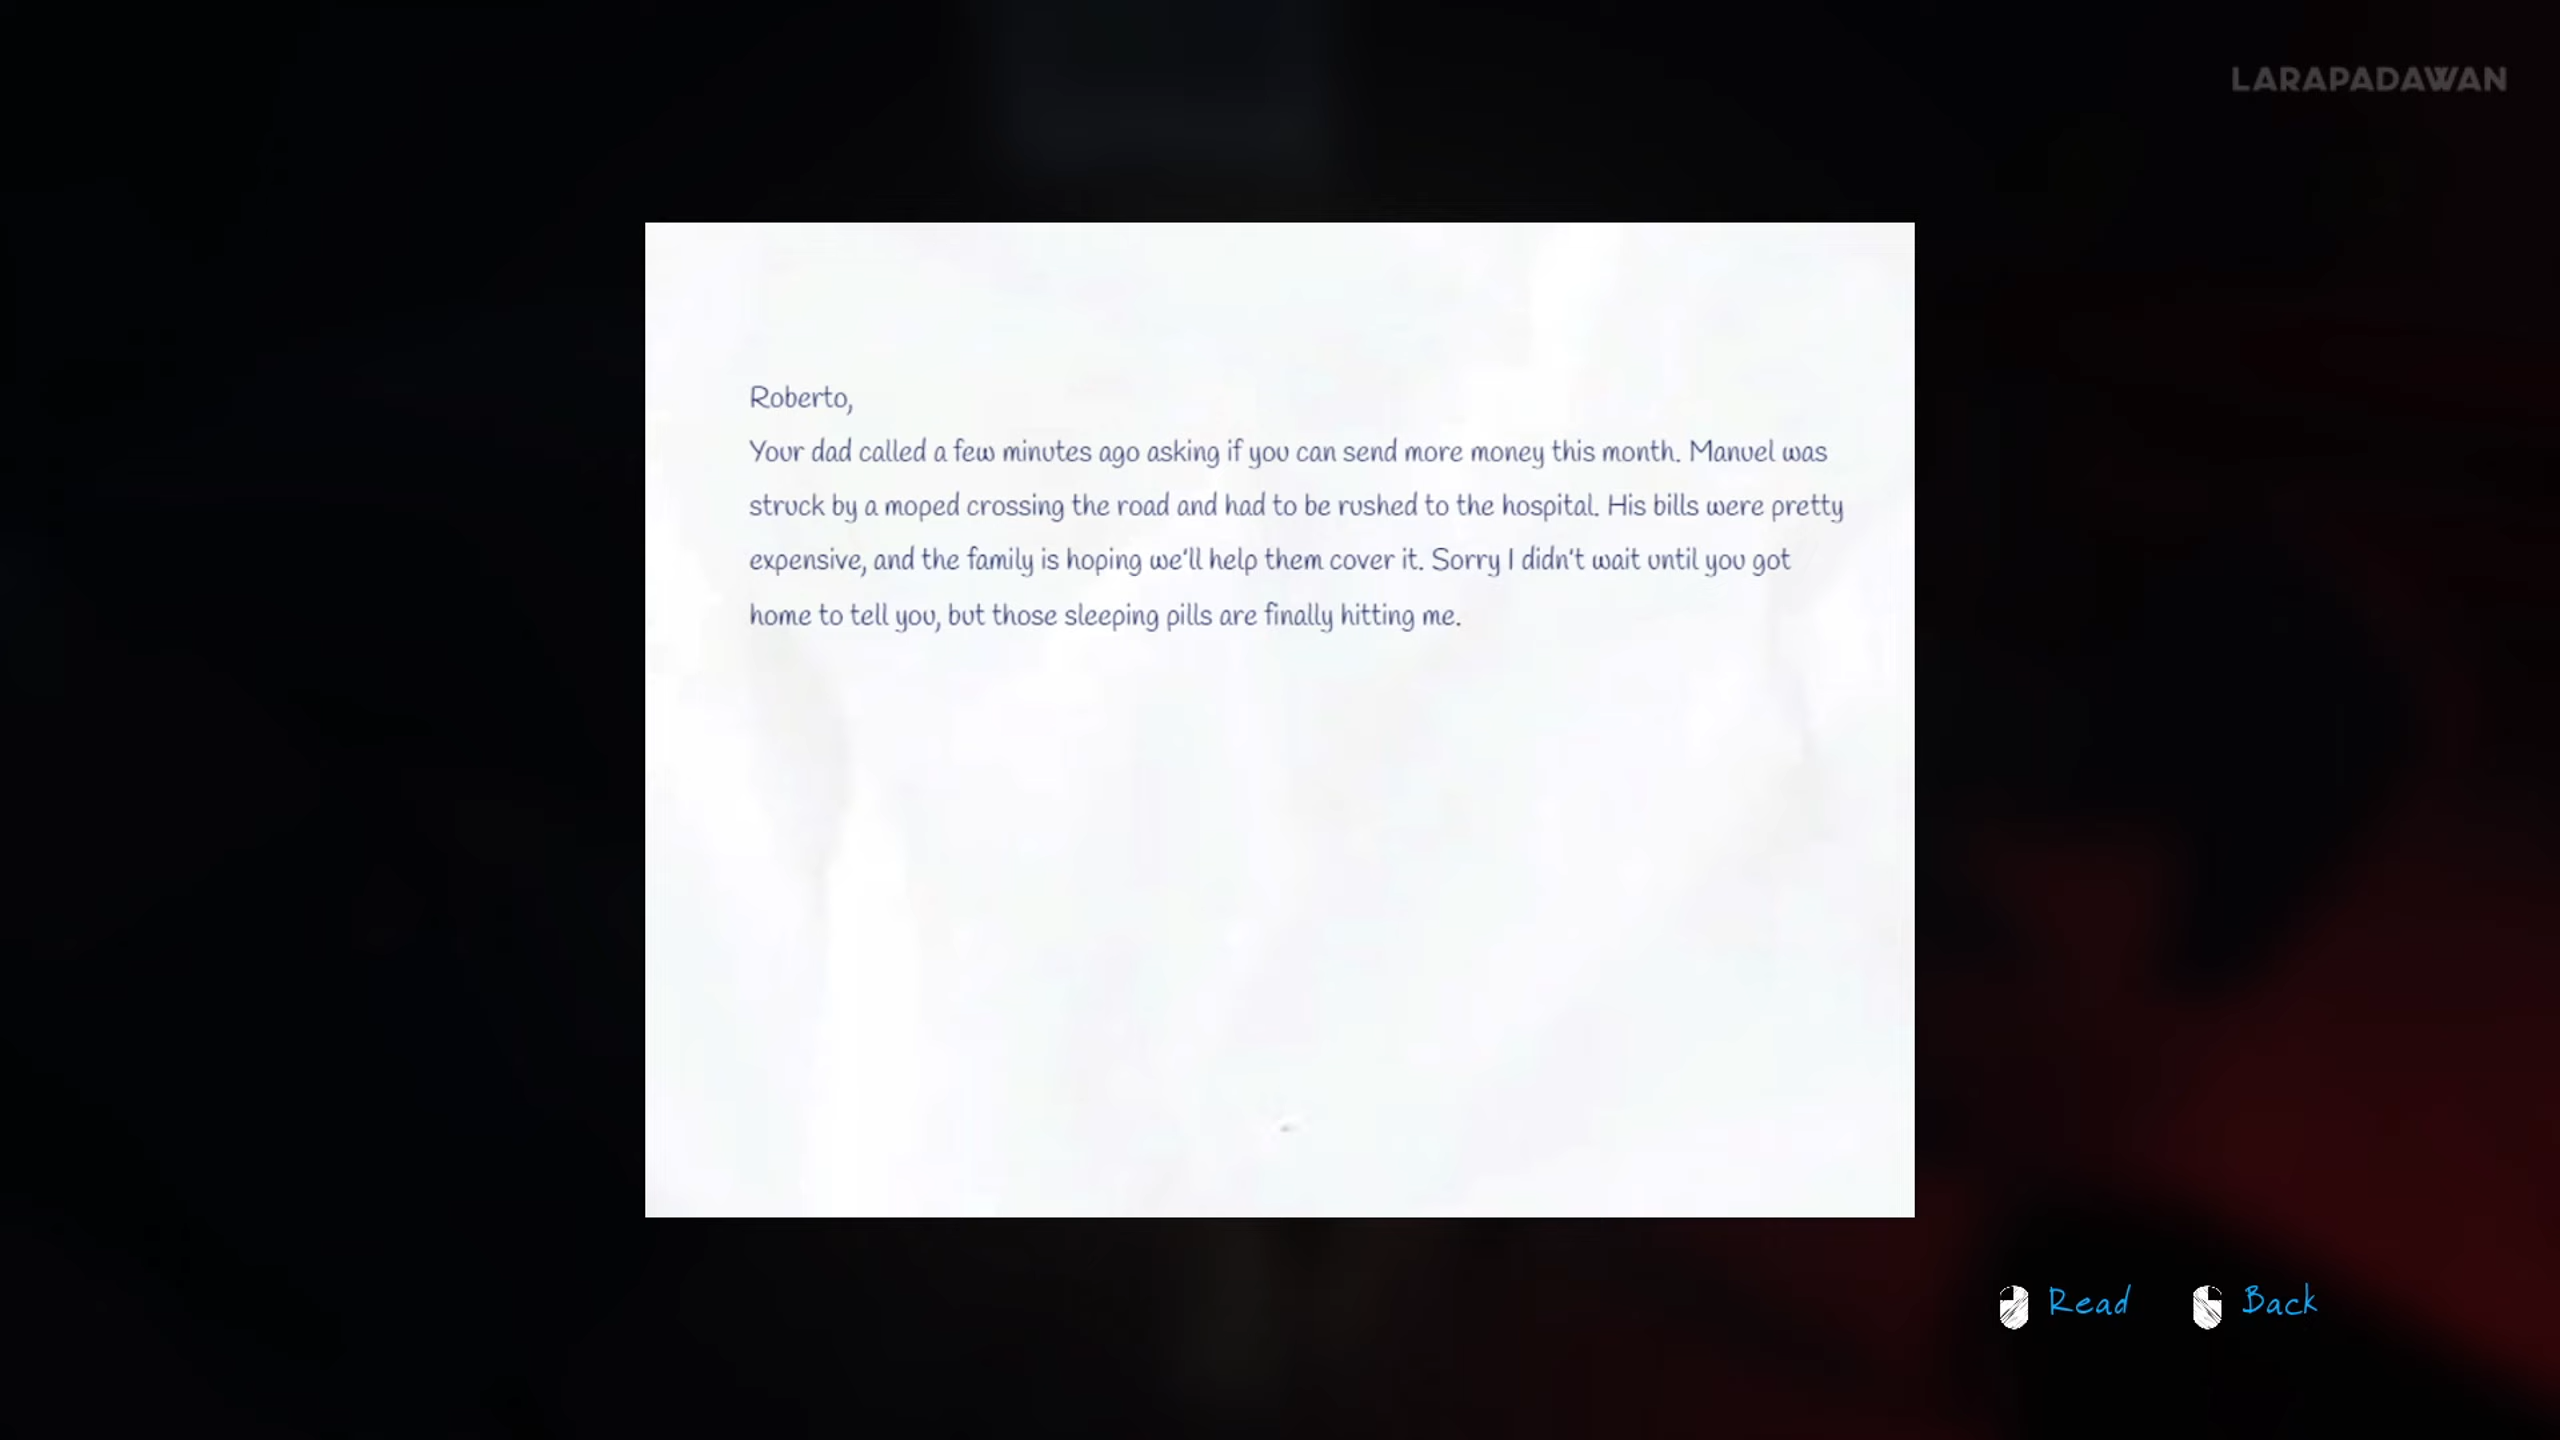 LARAPADAWAN
Roberto,
Your dad called a few minutes ago asking if you can send more money this month. Manuel was
struck by a moped crossing the road and had to be rushed to the hospital. His bills were pretty
expensive, and the family is hoping we'll help them cover it. Sorry I didn't wait until you got
home to tell you, but those sleeping pills are finally hitting me.
Read Back